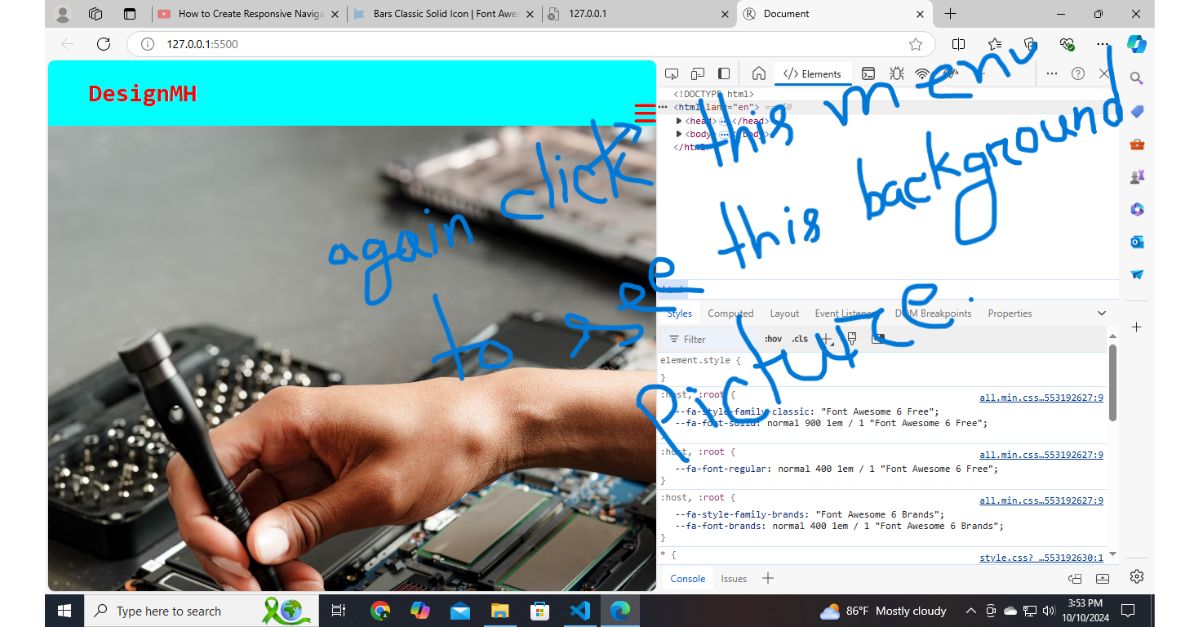 How to Create Responsive Naviga
Bars Classic Solid Icon | Font Awe
127.0.0.1
Document
127.0.0.1:5500
DesignMH
Elements
<!DOCTYPE html>
<html lang="en">
<head> </head>
<body> </body>
</html>
again click this menu
to see this background
picture.
html
Styles Computed Layout Event Listeners DOM Breakpoints Properties
Filter :hov .cls
element.style {
}
:host, :root { all.min.css…553192627:9
--fa-style-family-classic: "Font Awesome 6 Free";
--fa-font-solid: normal 900 1em / 1 "Font Awesome 6 Free";
}
:host, :root { all.min.css…553192627:9
--fa-font-regular: normal 400 1em / 1 "Font Awesome 6 Free";
}
:host, :root { all.min.css…553192627:9
--fa-style-family-brands: "Font Awesome 6 Brands";
--fa-font-brands: normal 400 1em / 1 "Font Awesome 6 Brands";
}
* { style.css? …553192630:1
Console Issues
Type here to search
86°F Mostly cloudy
3:53 PM
10/10/2024